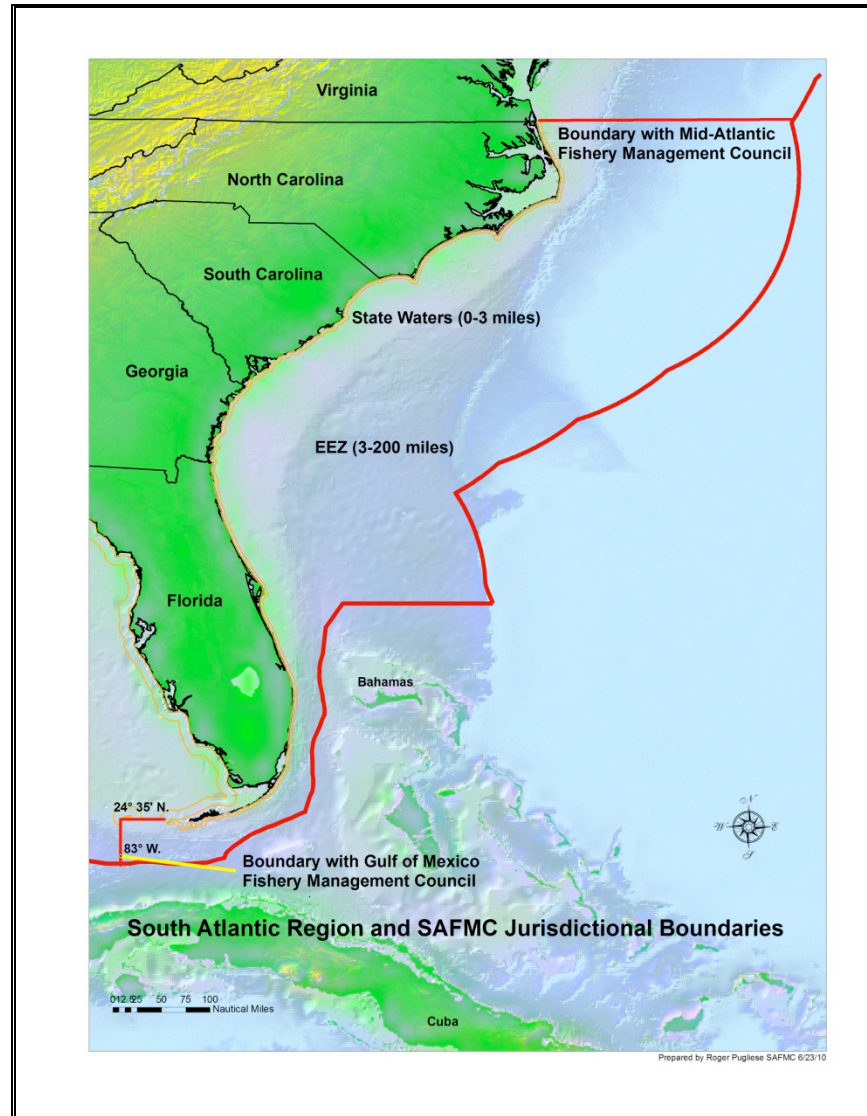 Virginia
Boundary with Mid-Atlantic
Fishery Management Council
North Carolina
South Carolina
State Waters (0-3 miles)
Georgia
EEZ (3-200 miles)
Florida
Bahamas
N
W E
S
24° 35' N.
83° W.
Boundary with Gulf of Mexico
Fishery Management Council
South Atlantic Region and SAFMC Jurisdictional Boundaries
012.525 50 75 100
Nautical Miles
Cuba
Prepared by Roger Pugliese SAFMC 6/23/10